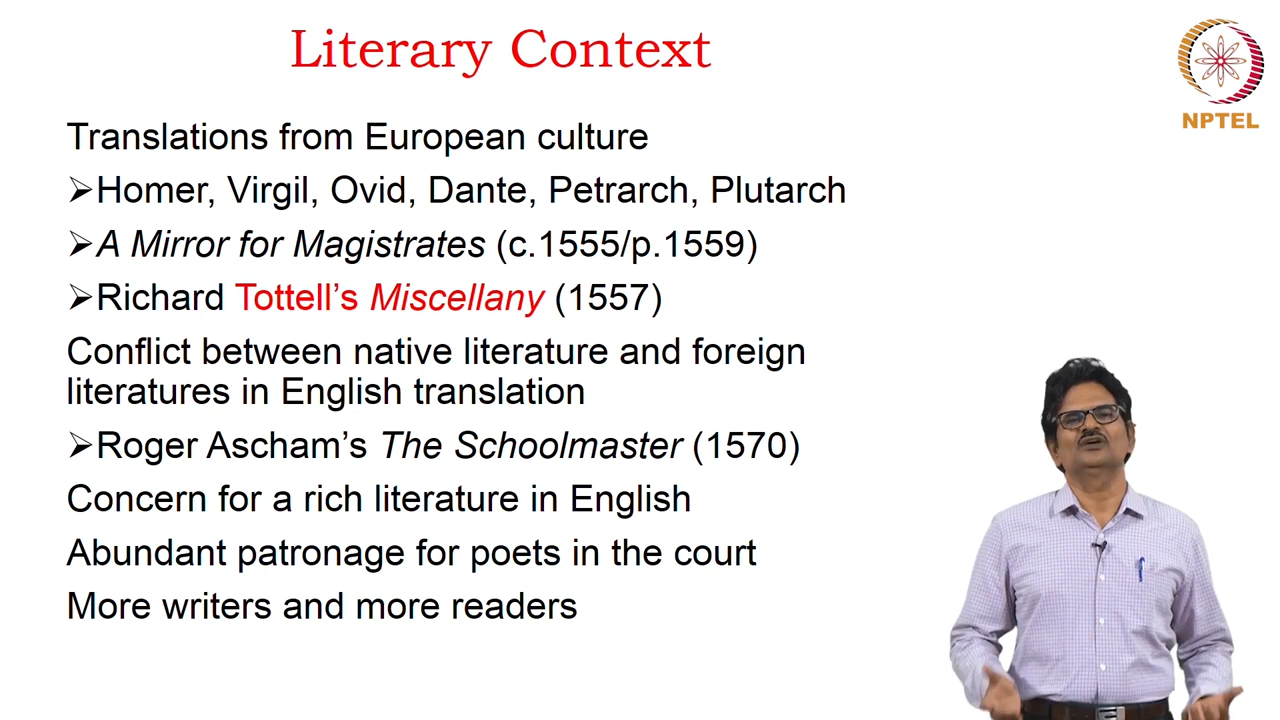 Literary Context
NPTEL
Translations from European culture
➢Homer, Virgil, Ovid, Dante, Petrarch, Plutarch
➢A Mirror for Magistrates (c.1555/p.1559)
➢Richard Tottell’s Miscellany (1557)
Conflict between native literature and foreign
literatures in English translation
➢Roger Ascham’s The Schoolmaster (1570)
Concern for a rich literature in English
Abundant patronage for poets in the court
More writers and more readers